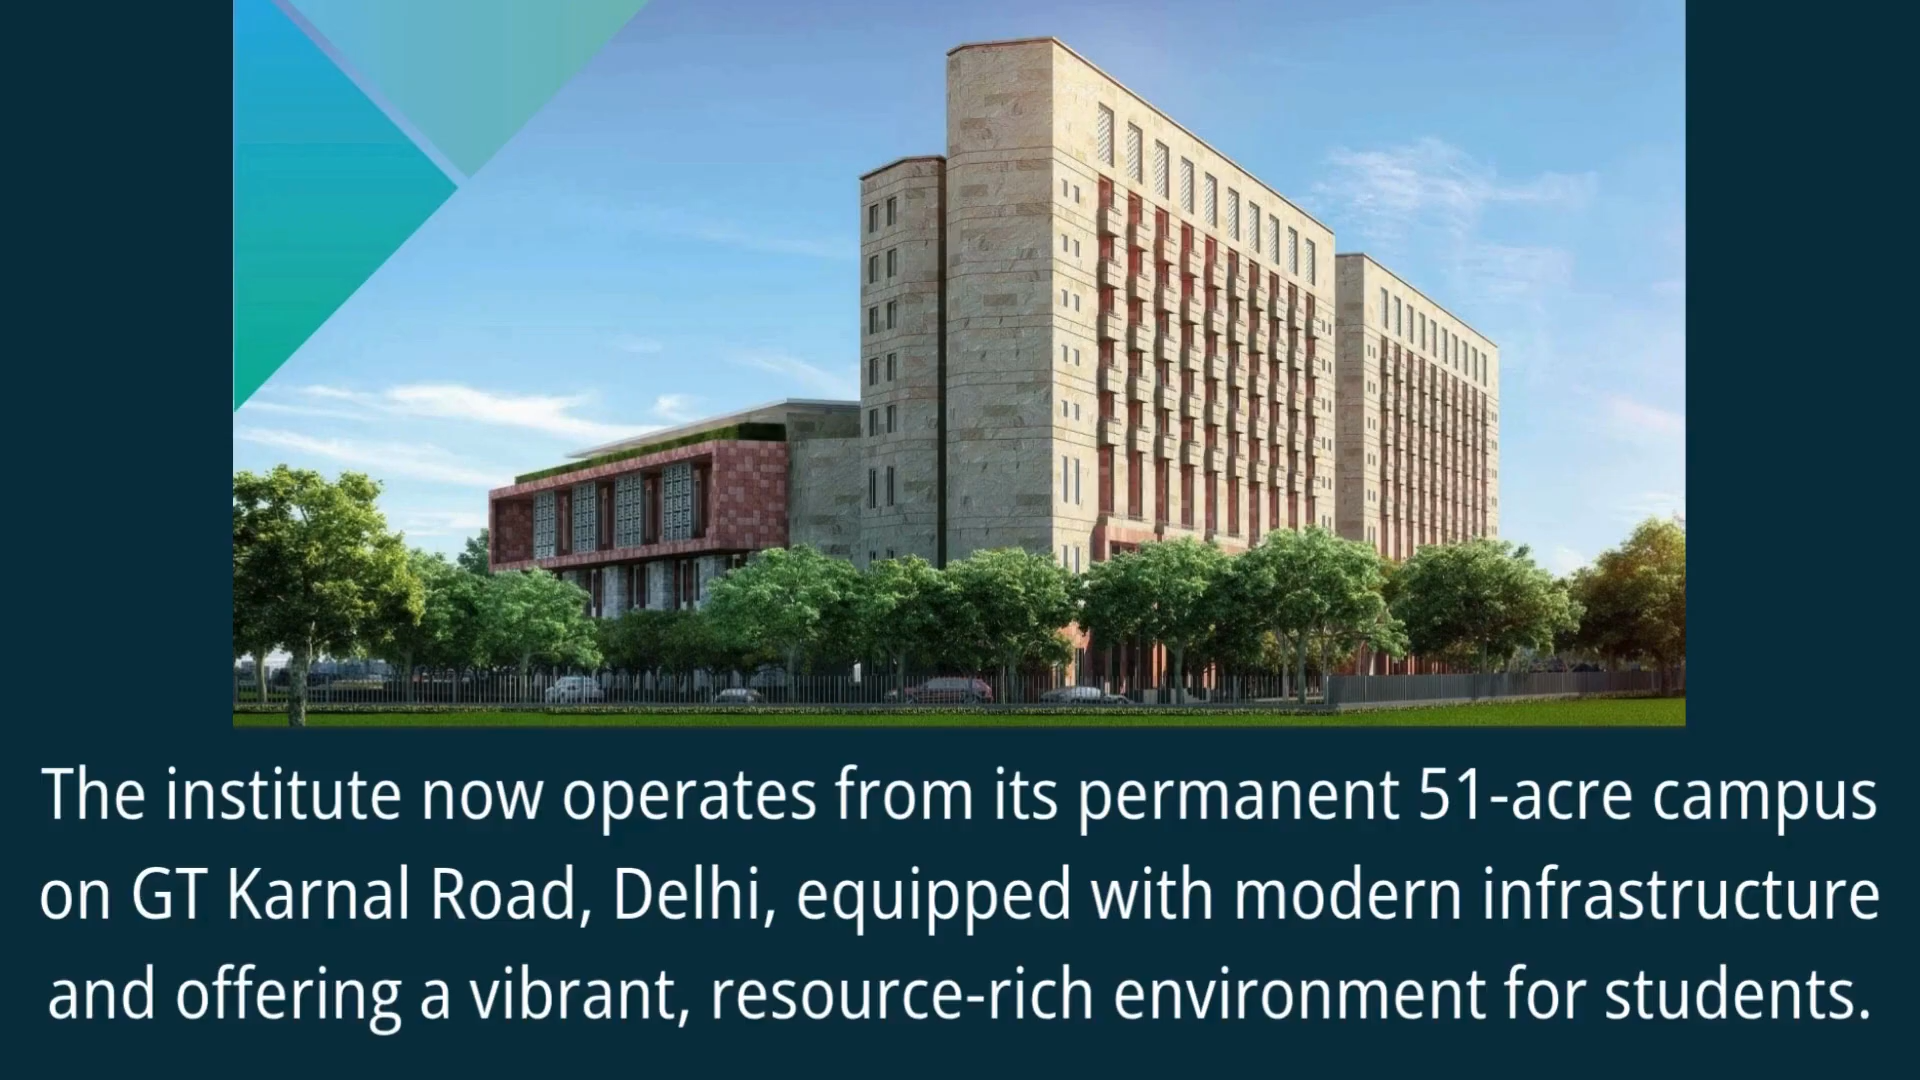 The institute now operates from its permanent 51-acre campus
on GT Karnal Road, Delhi, equipped with modern infrastructure
and offering a vibrant, resource-rich environment for students.